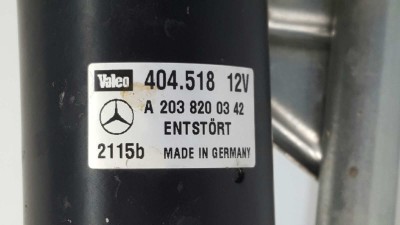 Valeo 404.518 12V
A 203 820 03 42
ENTSTÖRT
2115b MADE IN GERMANY